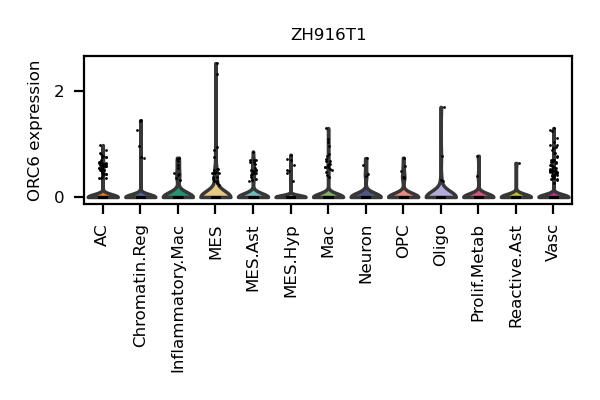 ZH916T1
ORC6 expression
2
0
AC
Chromatin.Reg
Inflammatory.Mac
MES
MES.Ast
MES.Hyp
Mac
Neuron
OPC
Oligo
Prolif.Metab
Reactive.Ast
Vasc